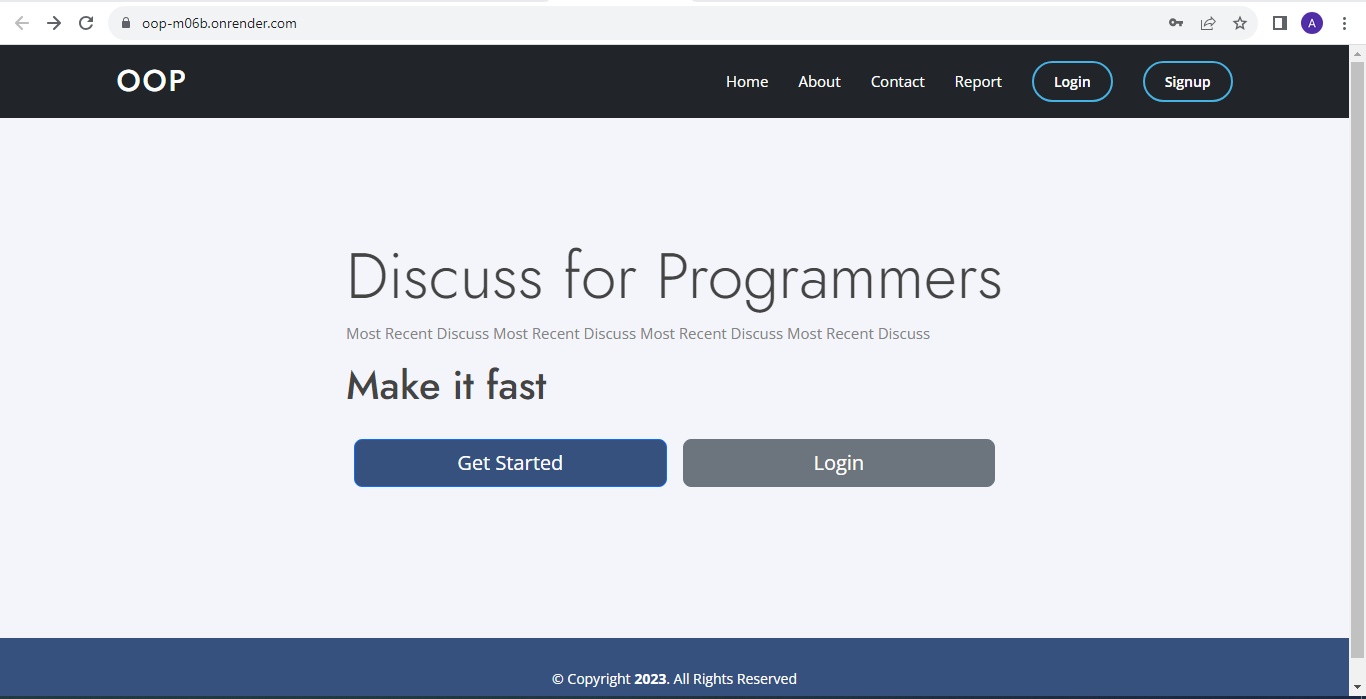 oop-m06b.onrender.com
A
OOP
Home About Contact Report Login Signup
Discuss for Programmers
Most Recent Discuss Most Recent Discuss Most Recent Discuss Most Recent Discuss
Make it fast
Get Started Login
© Copyright 2023. All Rights Reserved